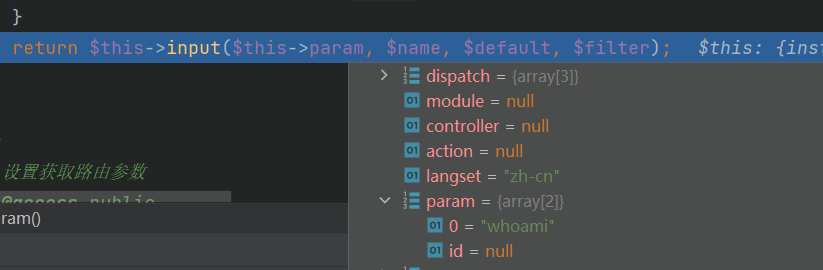 }
return $this->input($this->param, $name, $default, $filter); $this: {inst
dispatch = {array[3]}
module = null
controller = null
action = null
langset = "zh-cn"
设置获取路由参数
param = {array[2]}
@access public
ram()
0 = "whoami"
id = null